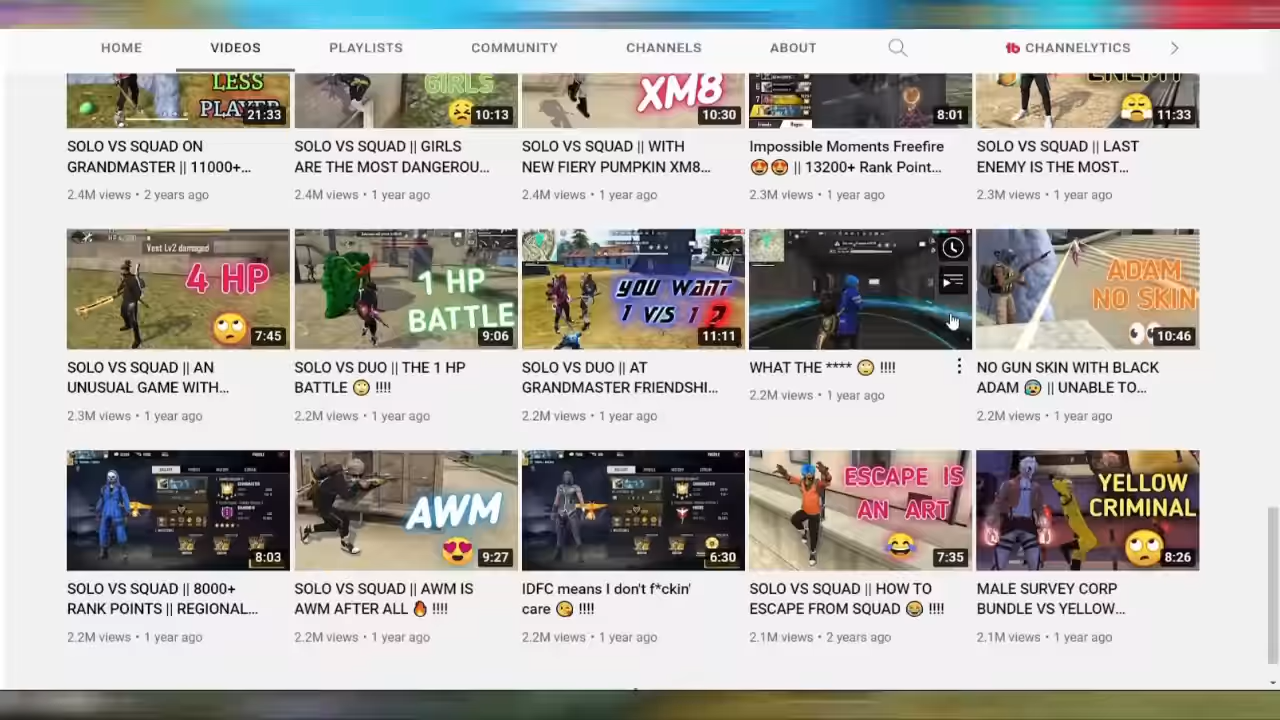 HOME VIDEOS PLAYLISTS COMMUNITY CHANNELS ABOUT CHANNELYTICS
LESS
PLAYER
21:33
GIRLS
10:13
XM8
10:30
8:01
ENEMY
11:33
SOLO VS SQUAD ON
GRANDMASTER || 11000+...
2.4M views • 2 years ago
SOLO VS SQUAD || GIRLS
ARE THE MOST DANGEROU...
2.4M views • 1 year ago
SOLO VS SQUAD || WITH
NEW FIERY PUMPKIN XM8...
2.4M views • 1 year ago
Impossible Moments Freefire
😍😍 || 13200+ Rank Point...
2.3M views • 1 year ago
SOLO VS SQUAD || LAST
ENEMY IS THE MOST...
2.3M views • 1 year ago
Vest Lv2 damaged
4 HP
7:45
1 HP
BATTLE
9:06
YOU WANT
1 V/S 1 ?
11:11
ADAM
NO SKIN
10:46
SOLO VS SQUAD || AN
UNUSUAL GAME WITH...
2.3M views • 1 year ago
SOLO VS DUO || THE 1 HP
BATTLE 🙄 !!!!
2.2M views • 1 year ago
SOLO VS DUO || AT
GRANDMASTER FRIENDSHI...
2.2M views • 1 year ago
WHAT THE **** 🙄 !!!!
2.2M views • 1 year ago
NO GUN SKIN WITH BLACK
ADAM 😰 || UNABLE TO...
2.2M views • 1 year ago
8:03
AWM
9:27
6:30
ESCAPE IS
AN ART
7:35
YELLOW
CRIMINAL
8:26
SOLO VS SQUAD || 8000+
RANK POINTS || REGIONAL...
2.2M views • 1 year ago
SOLO VS SQUAD || AWM IS
AWM AFTER ALL 🔥 !!!!
2.2M views • 1 year ago
IDFC means I don't f*ckin'
care 😘 !!!!
2.2M views • 1 year ago
SOLO VS SQUAD || HOW TO
ESCAPE FROM SQUAD 😂 !!!!
2.1M views • 2 years ago
MALE SURVEY CORP
BUNDLE VS YELLOW...
2.1M views • 1 year ago